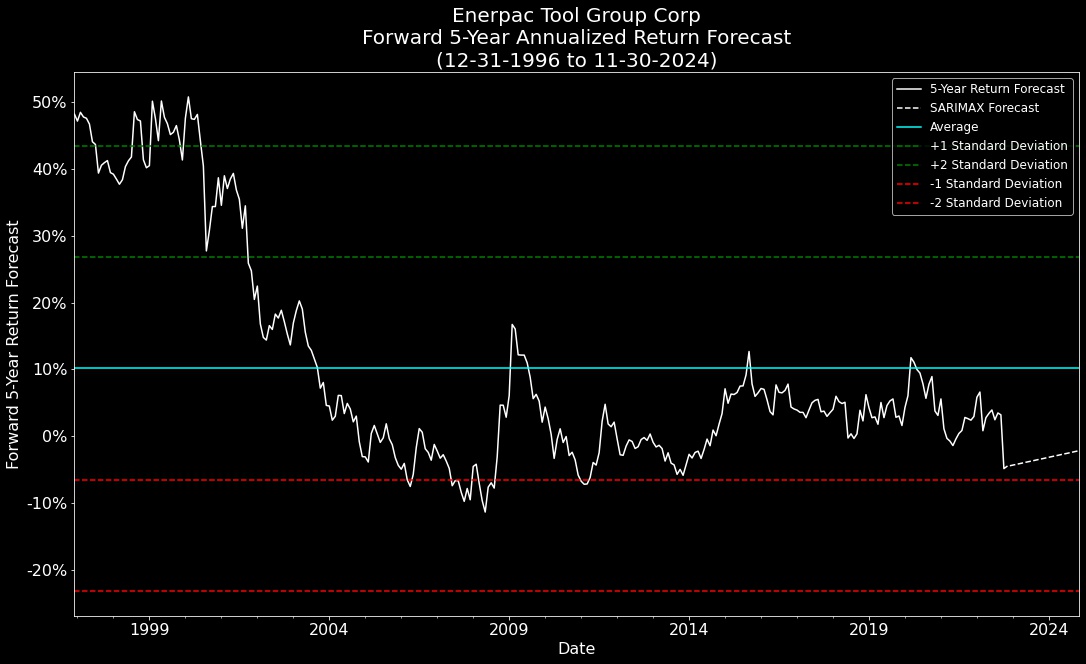 Enerpac Tool Group Corp
Forward 5-Year Annualized Return Forecast
(12-31-1996 to 11-30-2024)
5-Year Return Forecast
SARIMAX Forecast
Average
+1 Standard Deviation
+2 Standard Deviation
-1 Standard Deviation
-2 Standard Deviation
Forward 5-Year Return Forecast
50%
40%
30%
20%
10%
0%
-10%
-20%
1999 2004 2009 2014 2019 2024
Date